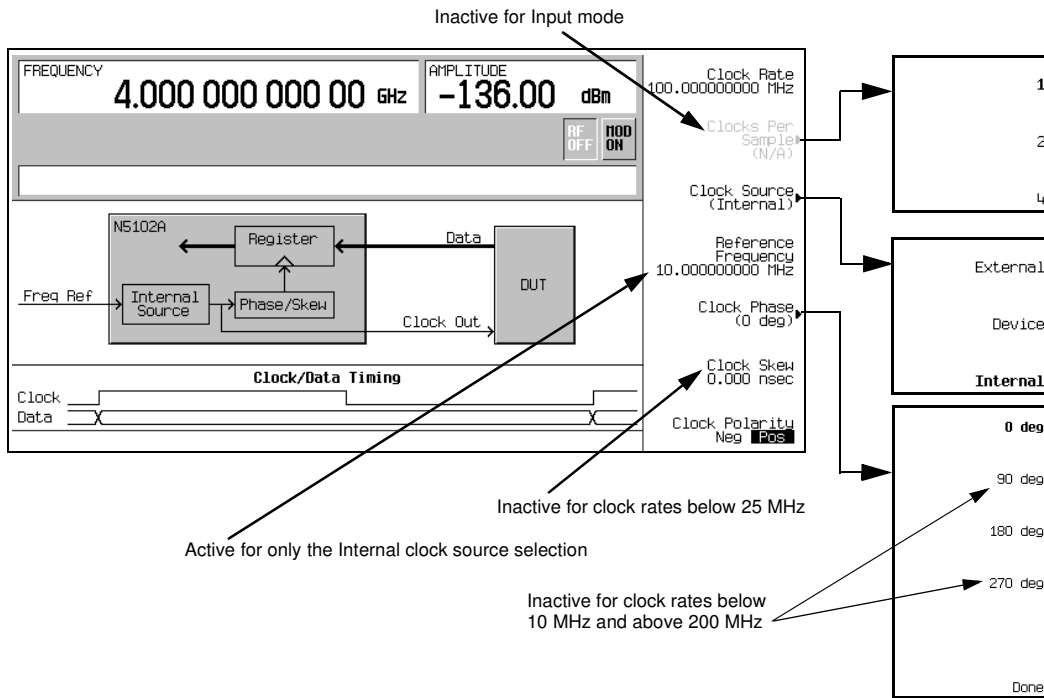 Inactive for Input mode
FREQUENCY
4.000 000 000 00 GHz
AMPLITUDE
−136.00 dBm
RF
OFF
MOD
ON
Clock Rate
100.000000000 MHz
Clocks Per
Sample
(N/A)
Clock Source
(Internal)
Reference
Frequency
10.000000000 MHz
Clock Phase
(0 deg)
Clock Skew
0.000 nsec
Clock Polarity
Neg Pos
N5102A
Register
Data
DUT
Freq Ref
Internal
Source
Phase/Skew
Clock Out
Clock/Data Timing
Clock
Data
1
2
4
External
Device
Internal
0 deg
90 deg
180 deg
270 deg
Done
Inactive for clock rates below 25 MHz
Active for only the Internal clock source selection
Inactive for clock rates below
10 MHz and above 200 MHz